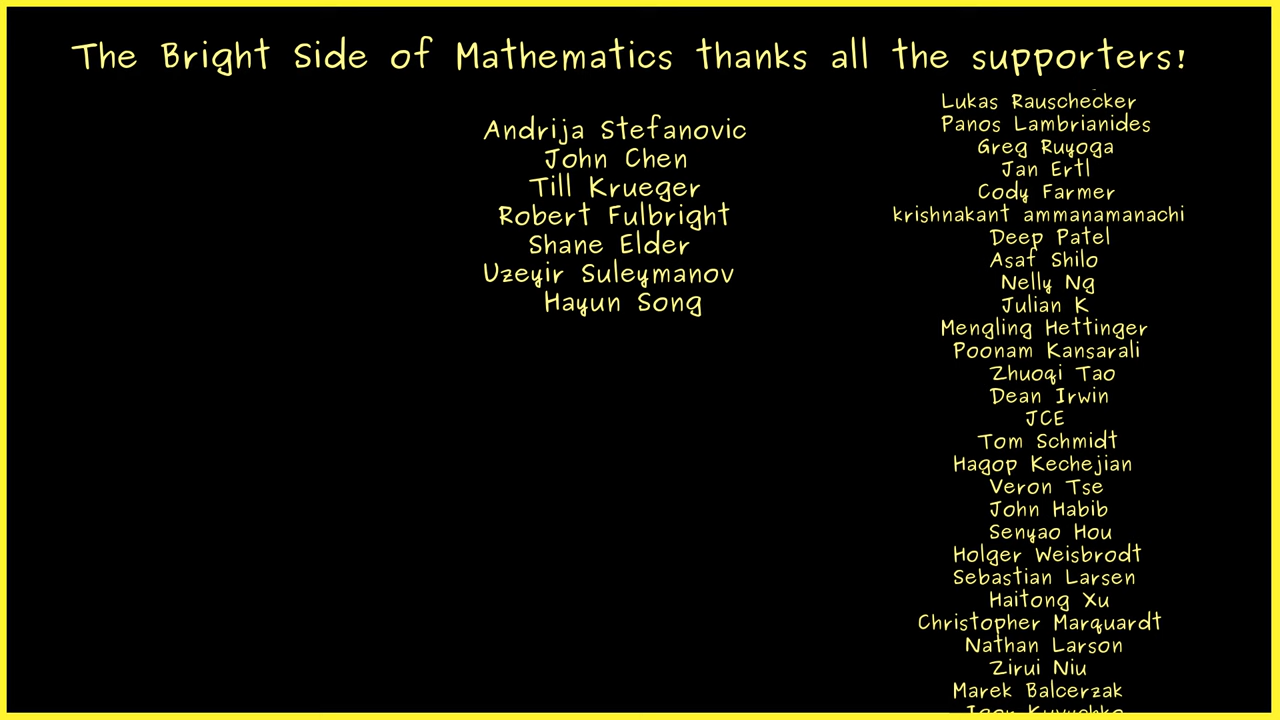 The Bright Side of Mathematics thanks all the supporters!
Andrija Stefanovic
John Chen
Till Krueger
Robert Fulbright
Shane Elder
Uzeyir Suleymanov
Hayun Song
Lukas Rauschecker
Panos Lambrianides
Greg Ruyoga
Jan Ertl
Cody Farmer
krishnakant ammanamanachi
Deep Patel
Asaf Shilo
Nelly Ng
Julian K
Mengling Hettinger
Poonam Kansarali
Zhuoqi Tao
Dean Irwin
JCE
Tom Schmidt
Hagop Kechejian
Veron Tse
John Habib
Senyao Hou
Holger Weisbrodt
Sebastian Larsen
Haitong Xu
Christopher Marquardt
Nathan Larson
Zirui Niu
Marek Balcerzak